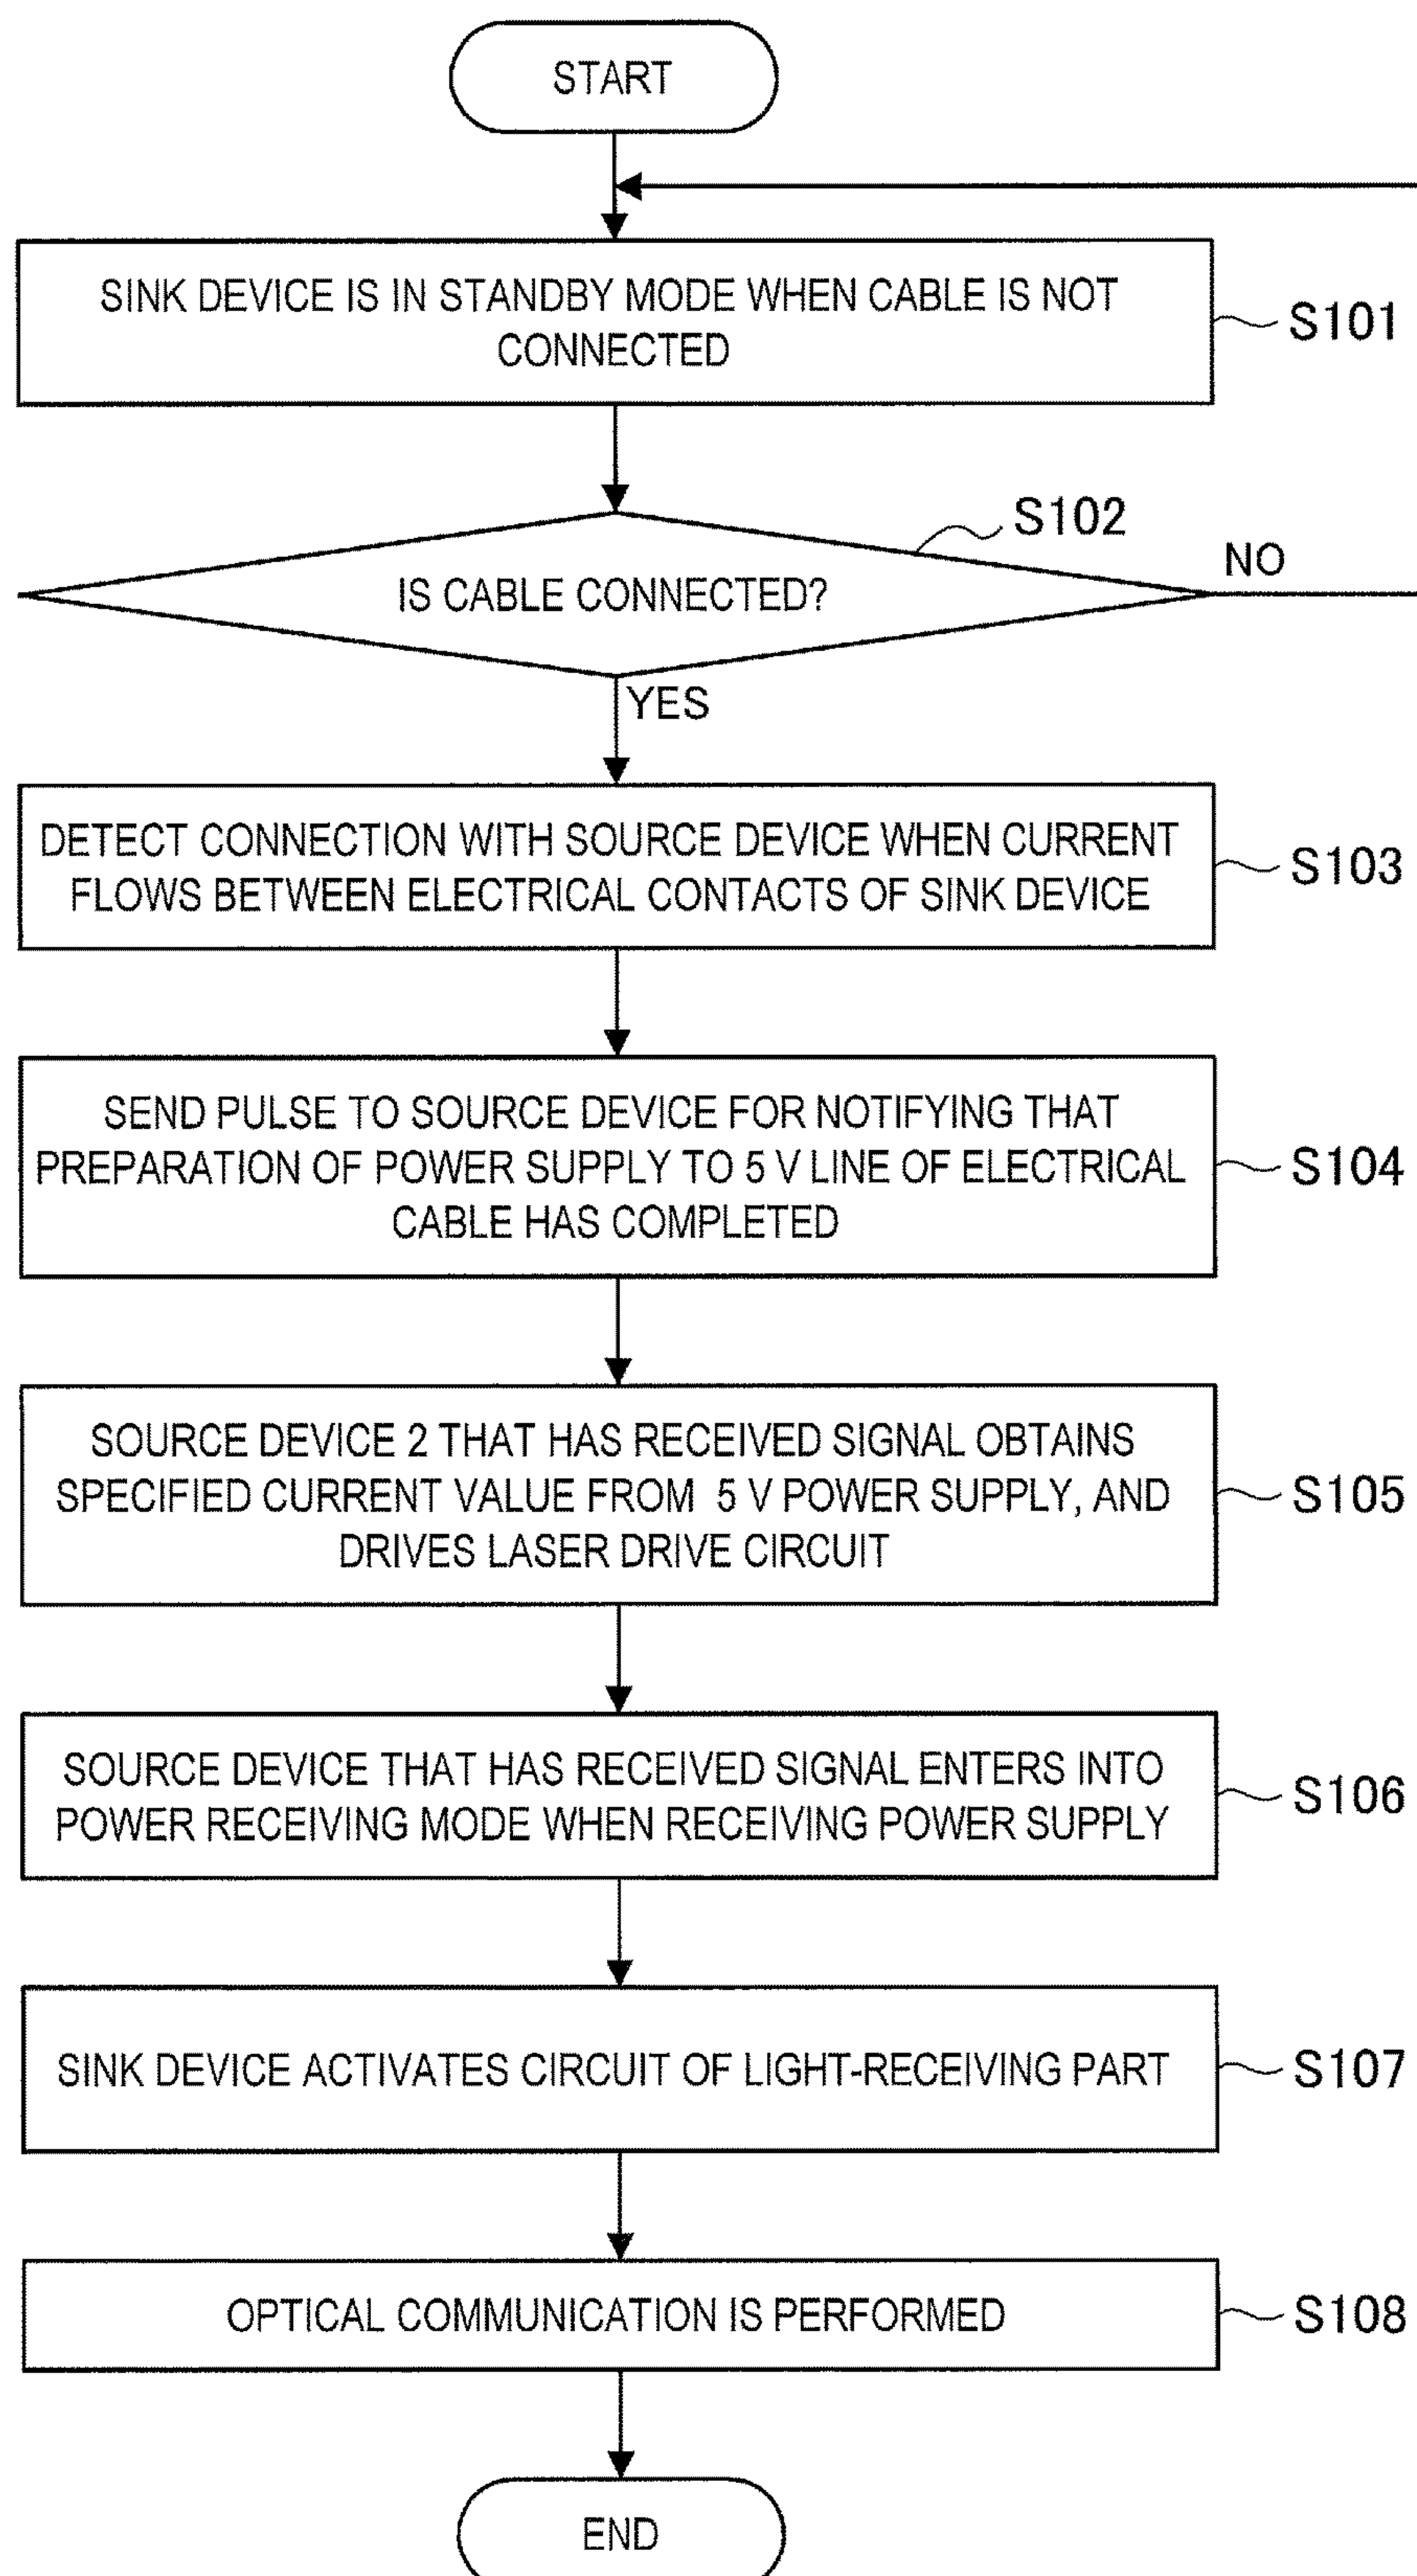 START
SINK DEVICE IS IN STANDBY MODE WHEN CABLE IS NOT
CONNECTED
S101
S102
IS CABLE CONNECTED?
NO
YES
DETECT CONNECTION WITH SOURCE DEVICE WHEN CURRENT
FLOWS BETWEEN ELECTRICAL CONTACTS OF SINK DEVICE
S103
SEND PULSE TO SOURCE DEVICE FOR NOTIFYING THAT
PREPARATION OF POWER SUPPLY TO 5 V LINE OF ELECTRICAL
CABLE HAS COMPLETED
S104
SOURCE DEVICE 2 THAT HAS RECEIVED SIGNAL OBTAINS
SPECIFIED CURRENT VALUE FROM 5 V POWER SUPPLY, AND
DRIVES LASER DRIVE CIRCUIT
S105
SOURCE DEVICE THAT HAS RECEIVED SIGNAL ENTERS INTO
POWER RECEIVING MODE WHEN RECEIVING POWER SUPPLY
S106
SINK DEVICE ACTIVATES CIRCUIT OF LIGHT-RECEIVING PART
S107
OPTICAL COMMUNICATION IS PERFORMED
S108
END